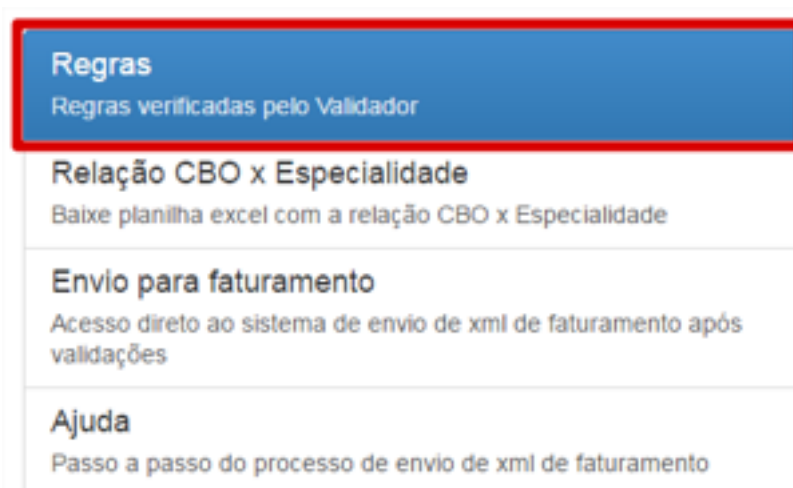 Regras
Regras verificadas pelo Validador
Relação CBO x Especialidade
Baixe planilha excel com a relação CBO x Especialidade
Envio para faturamento
Acesso direto ao sistema de envio de xml de faturamento após
validações
Ajuda
Passo a passo do processo de envio de xml de faturamento